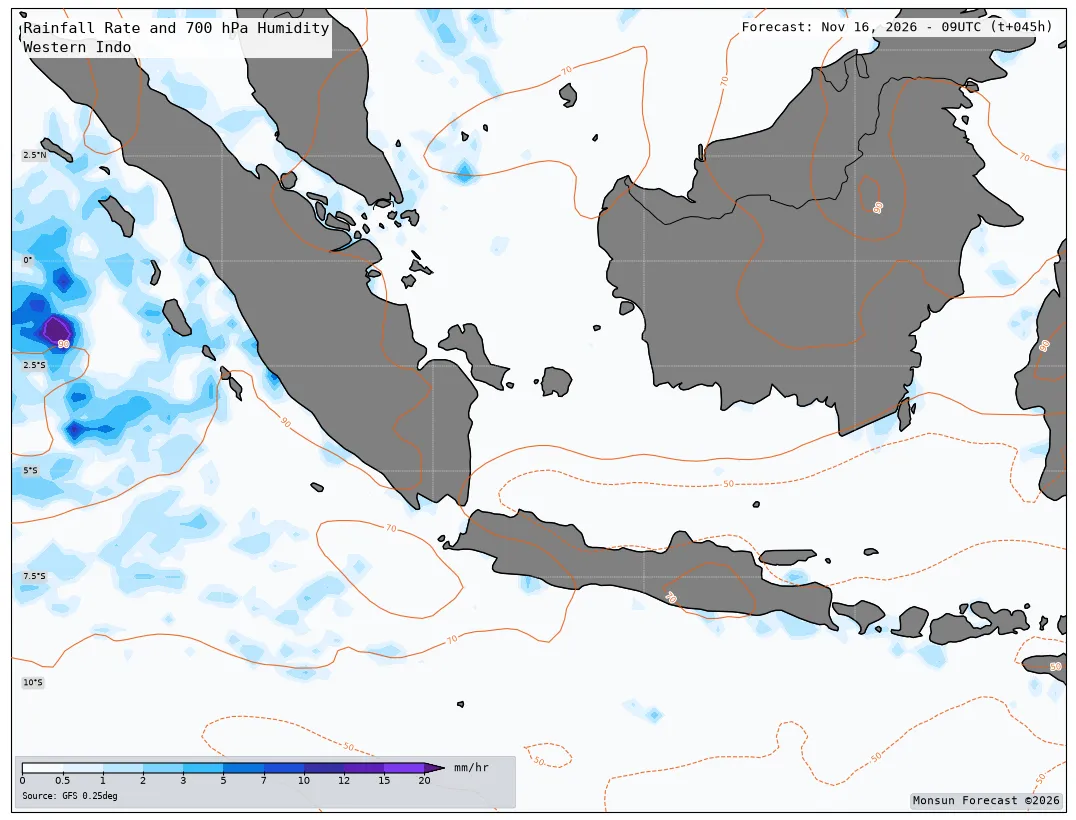 Rainfall Rate and 700 hPa Humidity
Western Indo
Forecast: Nov 16, 2026 - 09UTC (t+045h)
70
70
2.5°N
70
90
0°
90
90
2.5°S
90
5°S
50
70
7.5°S
70
70
50
10°S
50
50
50
50
mm/hr
0 0.5 1 2 3 5 7 10 12 15 20
Source: GFS 0.25deg
Monsun Forecast ©2026